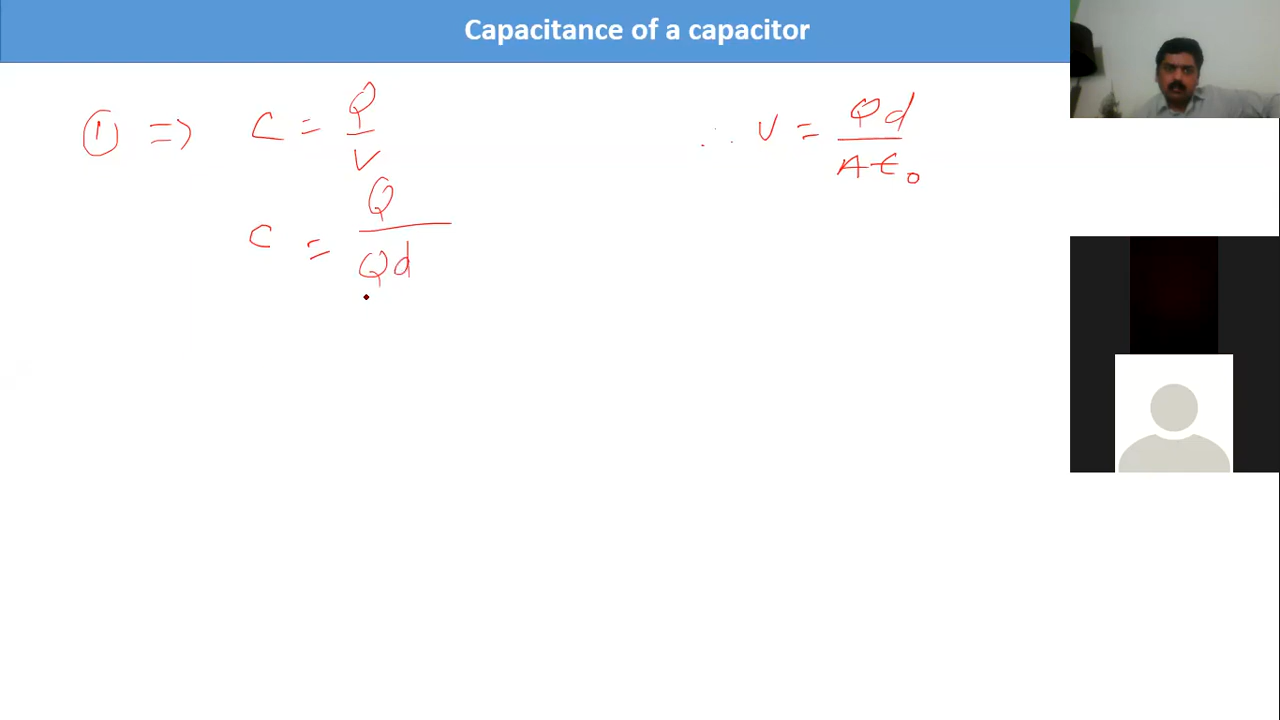 Capacitance of a capacitor
① ⇒ C = Q/V
∴ V = Qd/Aϵ₀
C = Q/Qd